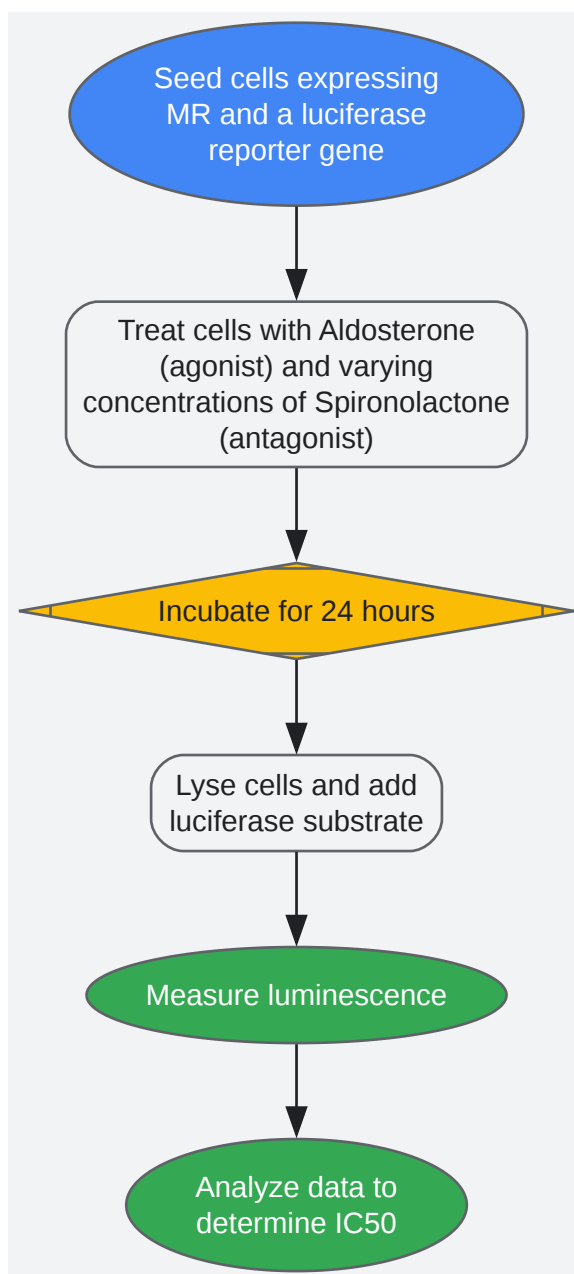 Seed cells expressing
MR and a luciferase
reporter gene
Treat cells with Aldosterone
(agonist) and varying
concentrations of Spironolactone
(antagonist)
Incubate for 24 hours
Lyse cells and add
luciferase substrate
Measure luminescence
Analyze data to
determine IC50